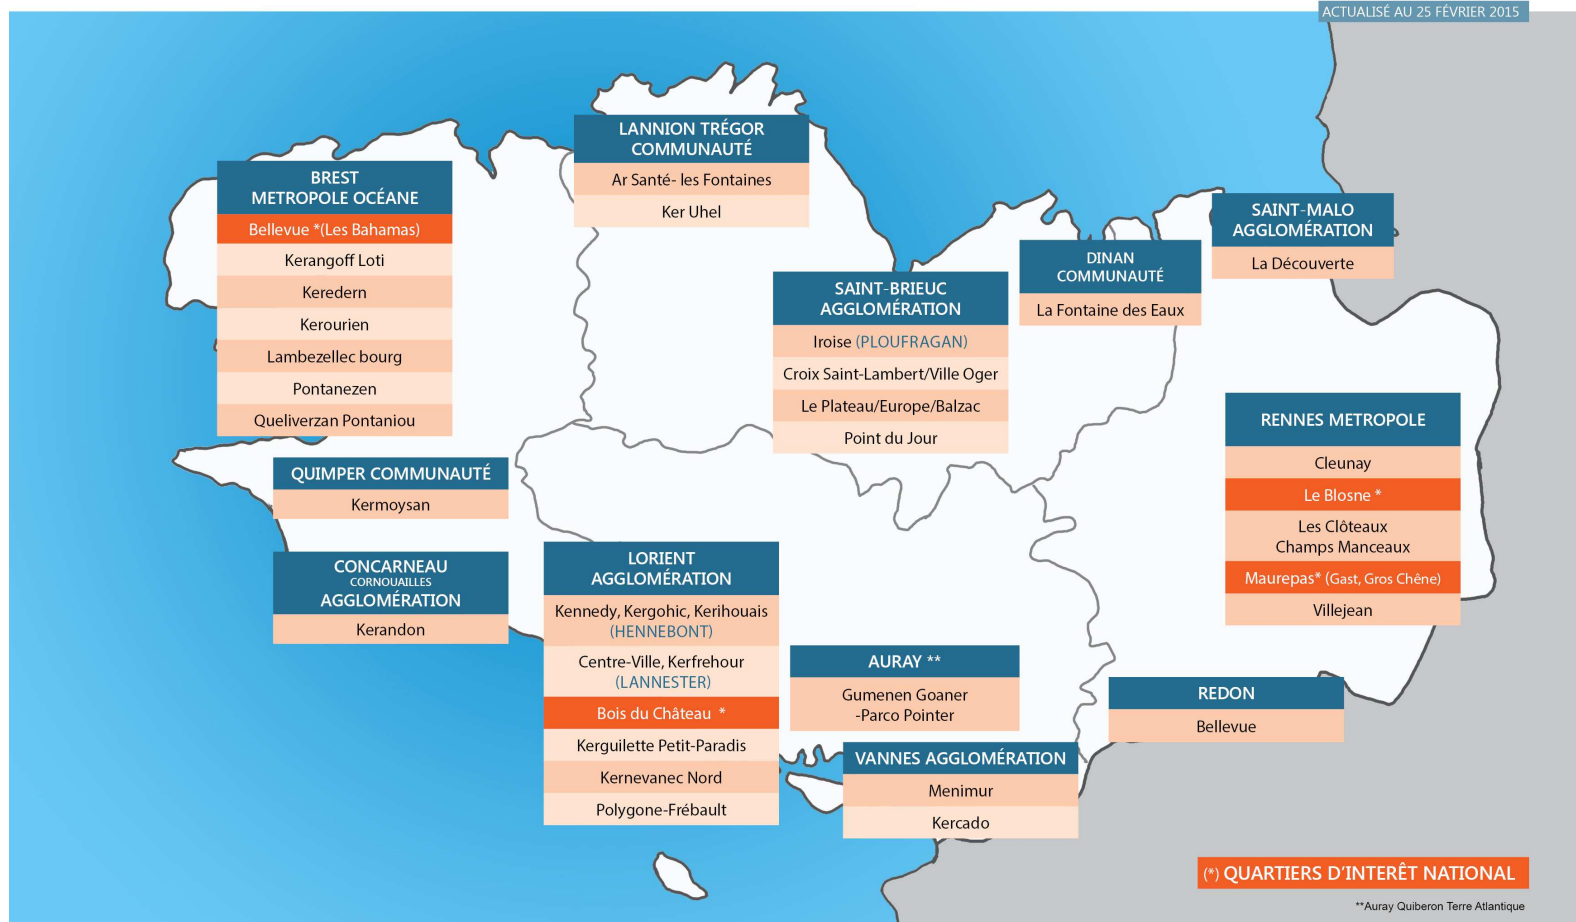 ACTUALISÉ AU 25 FÉVRIER 2015
LANNION TRÉGOR
COMMUNAUTÉ
Ar Santé- les Fontaines
Ker Uhel
BREST
METROPOLE OCÉANE
Bellevue *(Les Bahamas)
Kerangoff Loti
Keredern
Kerourien
Lambezellec bourg
Pontanezen
Queliverzan Pontaniou
SAINT-MALO
AGGLOMÉRATION
La Découverte
DINAN
COMMUNAUTÉ
La Fontaine des Eaux
SAINT-BRIEUC
AGGLOMÉRATION
Iroise (PLOUFRAGAN)
Croix Saint-Lambert/Ville Oger
Le Plateau/Europe/Balzac
Point du Jour
RENNES METROPOLE
Cleunay
Le Blosne *
Les Clôteaux
Champs Manceaux
Maurepas* (Gast, Gros Chêne)
Villejean
QUIMPER COMMUNAUTÉ
Kermoysan
CONCARNEAU
CORNOUAILLES
AGGLOMÉRATION
Kerandon
LORIENT
AGGLOMÉRATION
Kennedy, Kergohic, Kerihouais
(HENNEBONT)
Centre-Ville, Kerfrehour
(LANNESTER)
Bois du Château *
Kerguilette Petit-Paradis
Kernevanec Nord
Polygone-Frébault
AURAY **
Gumenen Goaner
-Parco Pointer
REDON
Bellevue
VANNES AGGLOMÉRATION
Menimur
Kercado
(*) QUARTIERS D'INTERÊT NATIONAL
**Auray Quiberon Terre Atlantique